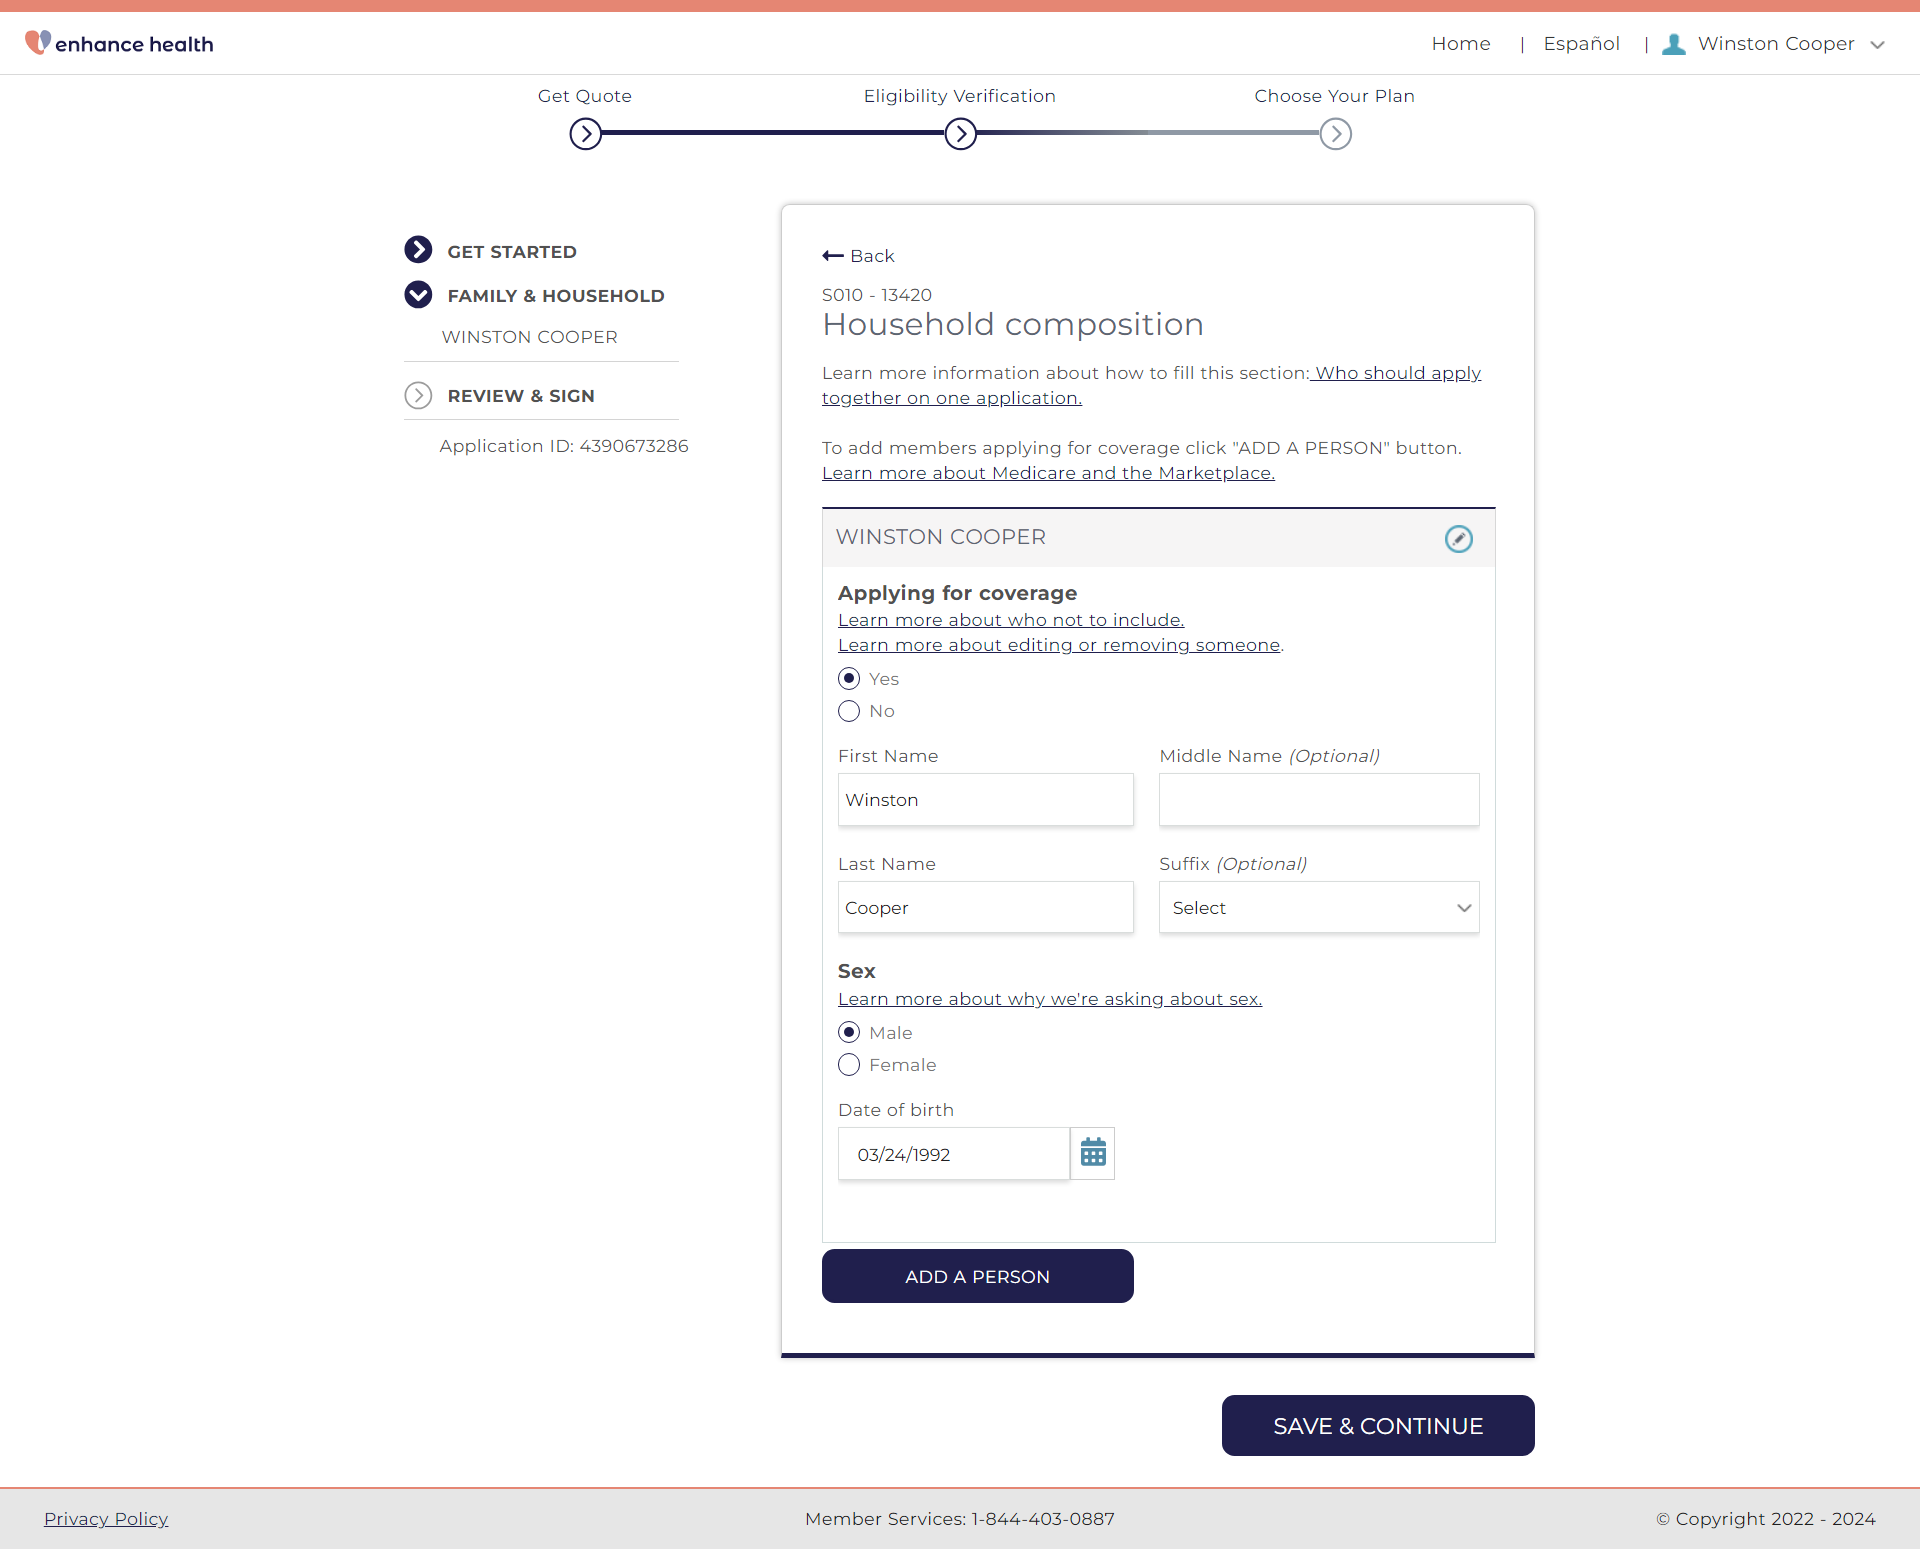 enhance health
Home | Español | Winston Cooper
Get Quote
Eligibility Verification
Choose Your Plan
GET STARTED
FAMILY & HOUSEHOLD
WINSTON COOPER
REVIEW & SIGN
Application ID: 4390673286
Back
S010 - 13420
Household composition
Learn more information about how to fill this section: Who should apply
together on one application.
To add members applying for coverage click "ADD A PERSON" button.
Learn more about Medicare and the Marketplace.
WINSTON COOPER
Applying for coverage
Learn more about who not to include.
Learn more about editing or removing someone.
Yes
No
First Name
Middle Name (Optional)
Winston
Last Name
Suffix (Optional)
Cooper
Select
Sex
Learn more about why we're asking about sex.
Male
Female
Date of birth
03/24/1992
ADD A PERSON
SAVE & CONTINUE
Privacy Policy
Member Services: 1-844-403-0887
© Copyright 2022 - 2024